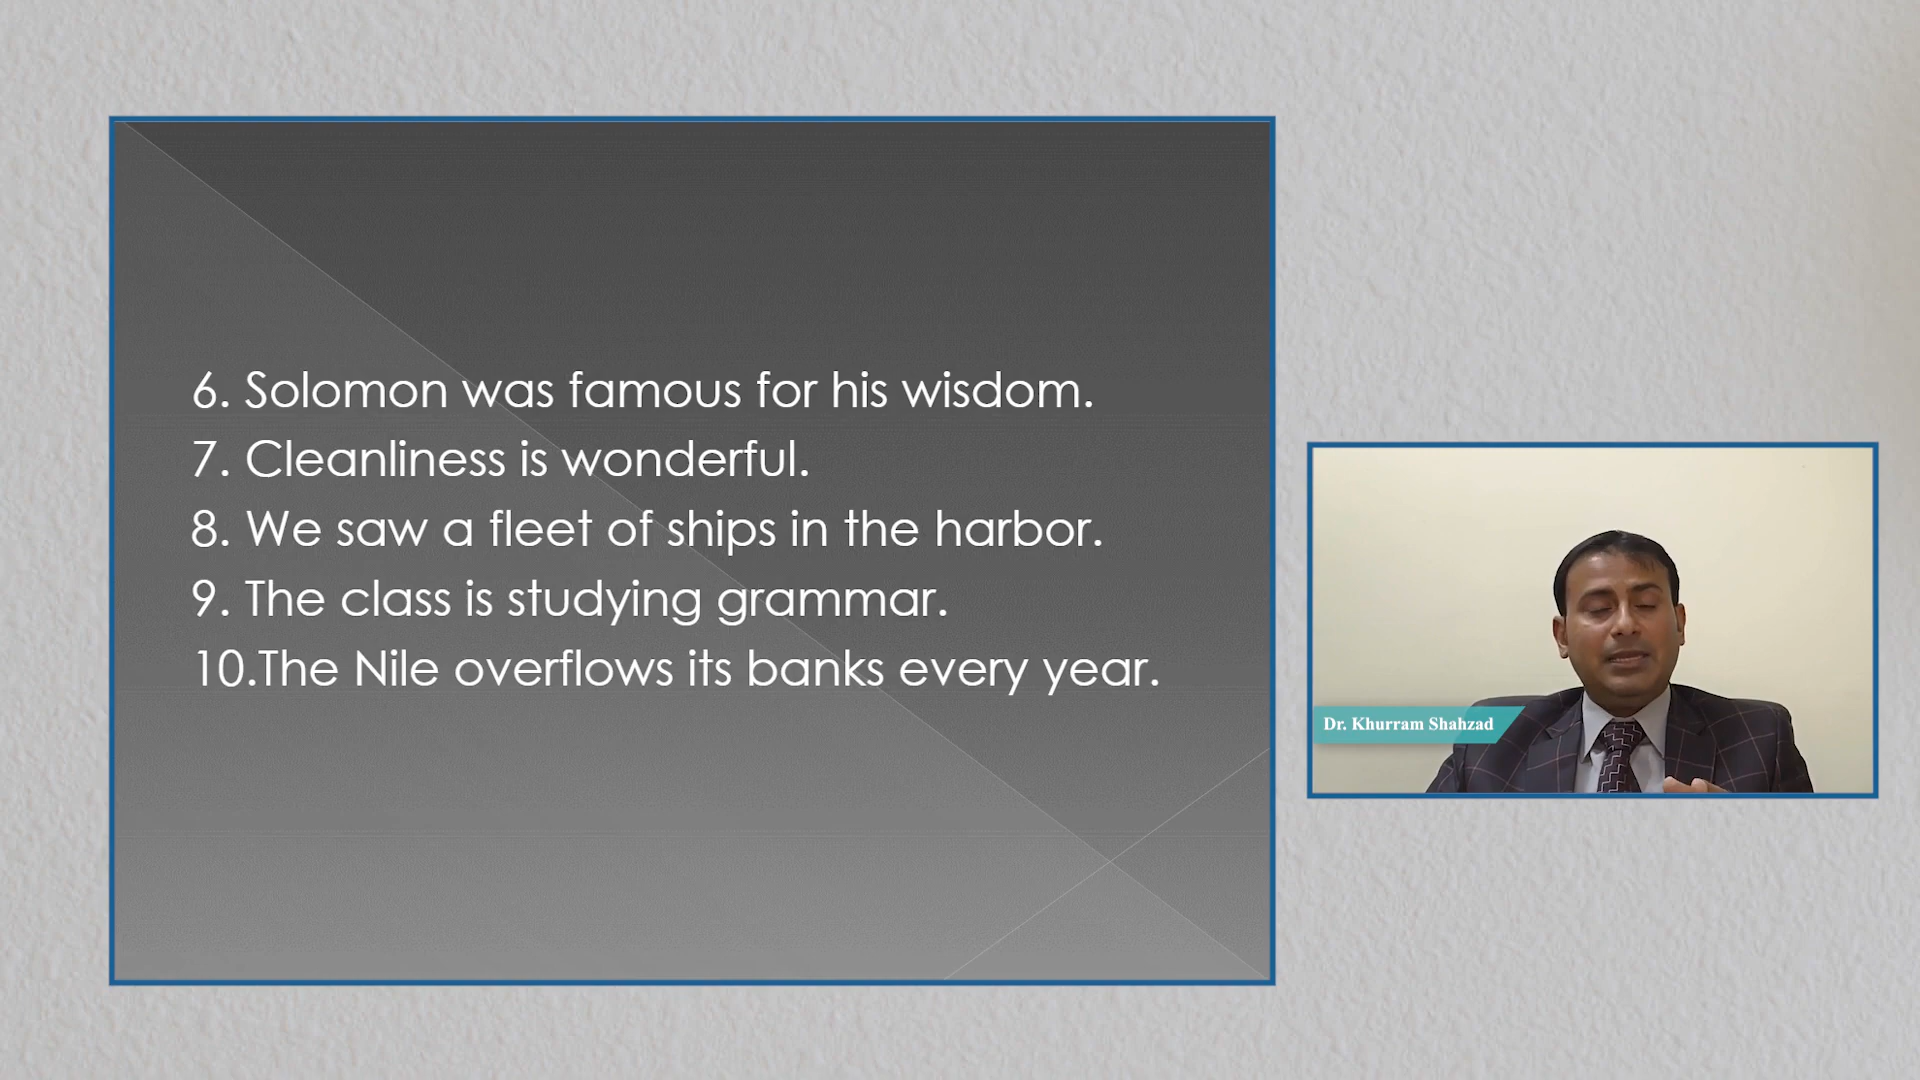 6. Solomon was famous for his wisdom.
7. Cleanliness is wonderful.
8. We saw a fleet of ships in the harbor.
9. The class is studying grammar.
10.The Nile overflows its banks every year.
Dr. Khurram Shahzad